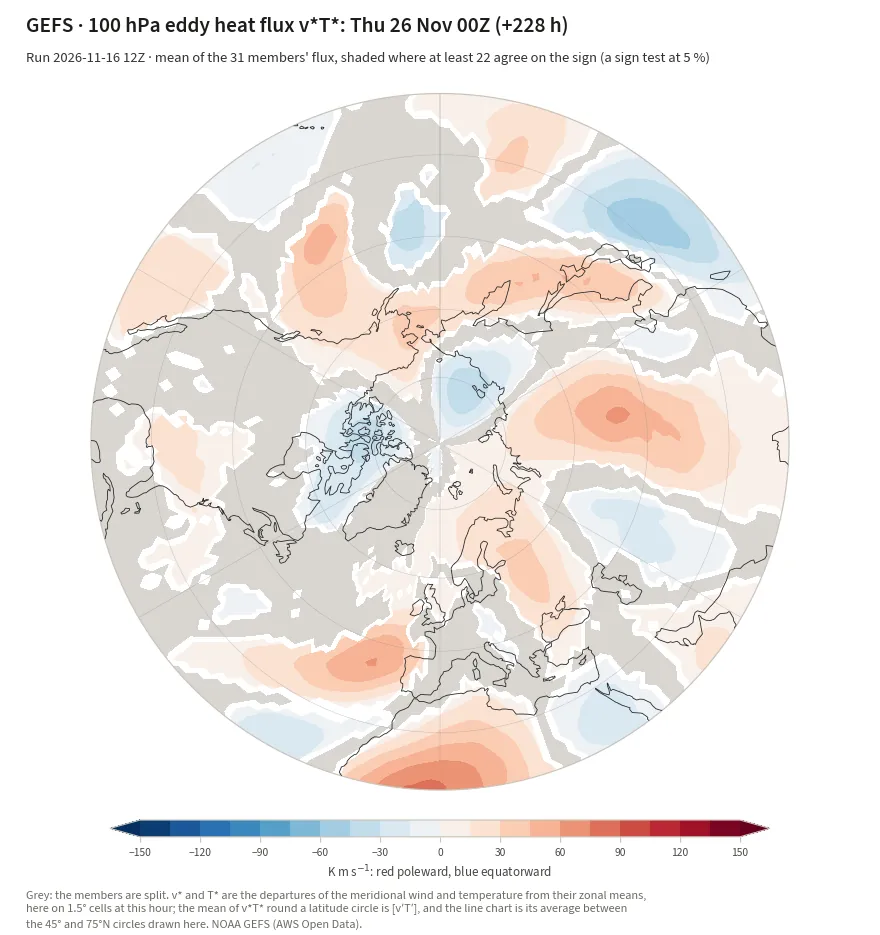 GEFS · 100 hPa eddy heat flux v*T*: Thu 26 Nov 00Z (+228 h)
Run 2026-11-16 12Z · mean of the 31 members' flux, shaded where at least 22 agree on the sign (a sign test at 5 %)
−150 −120 −90 −60 −30 0 30 60 90 120 150
K m s⁻¹: red poleward, blue equatorward
Grey: the members are split. v* and T* are the departures of the meridional wind and temperature from their zonal means,
here on 1.5° cells at this hour; the mean of v*T* round a latitude circle is [v'T'], and the line chart is its average between
the 45° and 75°N circles drawn here. NOAA GEFS (AWS Open Data).